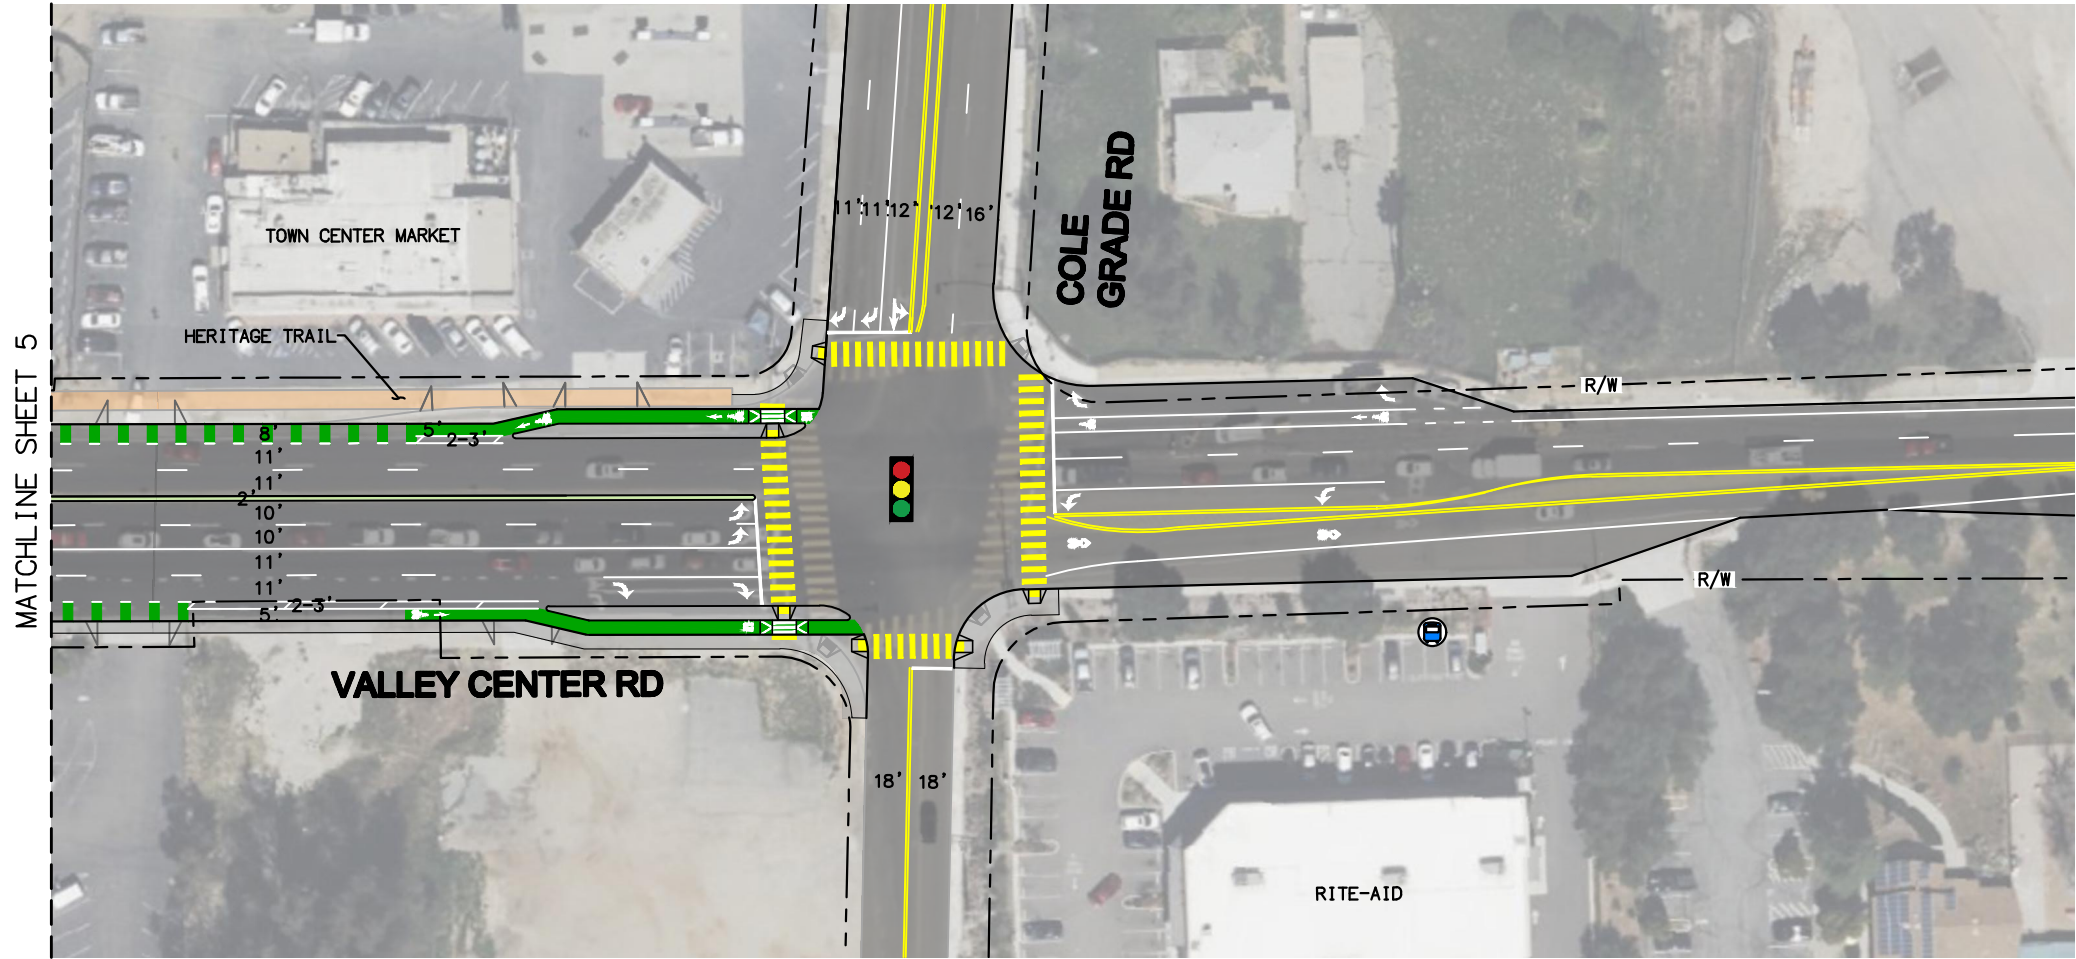 MATCHLINE SHEET 5
TOWN CENTER MARKET
HERITAGE TRAIL
COLE
GRADE RD
11' 11' 12' 12' 16'
R/W
8'
5'
2-3'
11'
11'
2'
10'
10'
11'
11'
2-3'
5'
R/W
VALLEY CENTER RD
18' 18'
RITE-AID